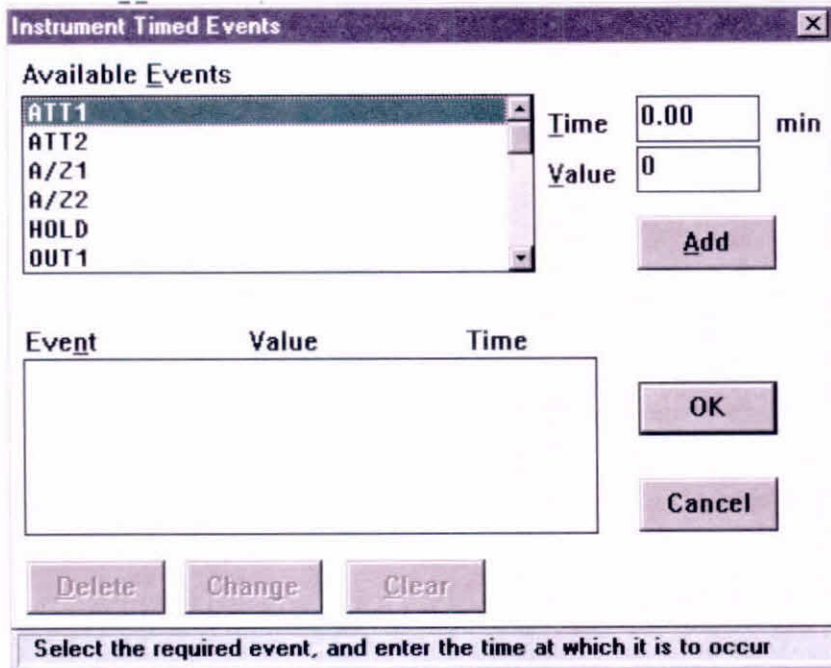 Instrument Timed Events
Available Events
ATT1
ATT2
A/Z1
A/Z2
HOLD
OUT1
Time 0.00 min
Value 0
Add
Event Value Time
OK
Cancel
Delete Change Clear
Select the required event, and enter the time at which it is to occur